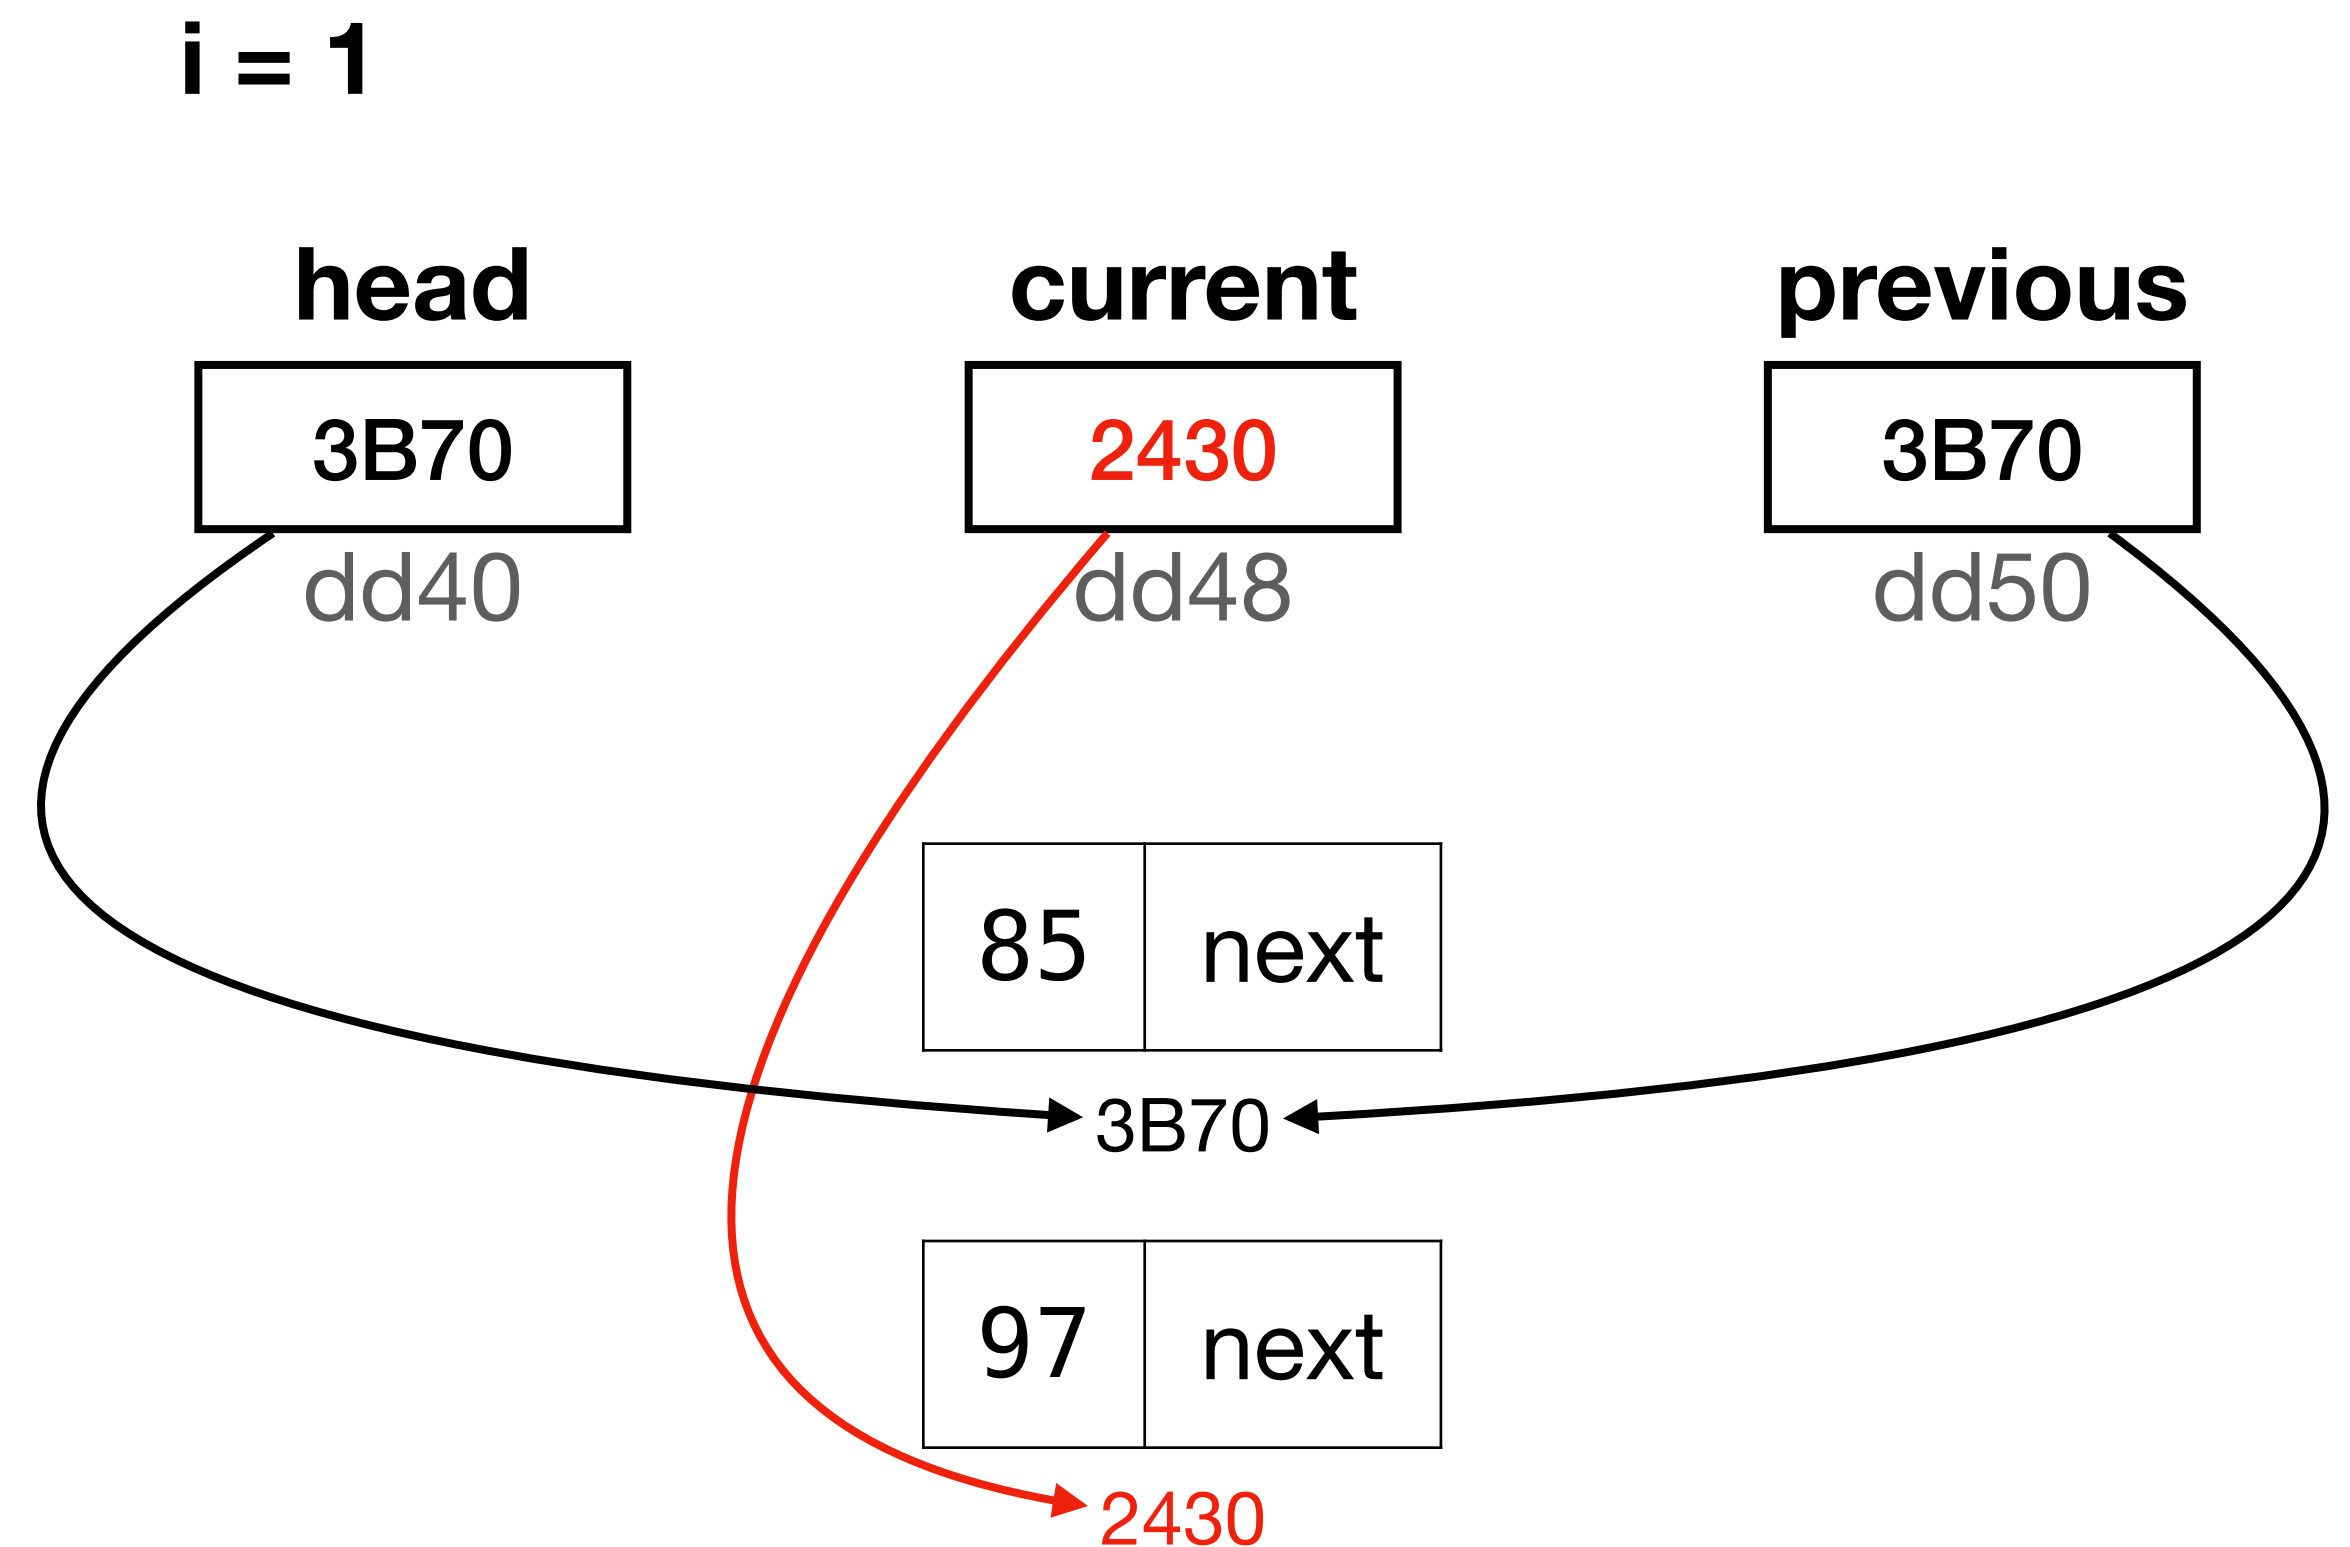 i = 1
head current previous
3B70 2430 3B70
dd40 dd48 dd50
85 next
3B70
97 next
2430